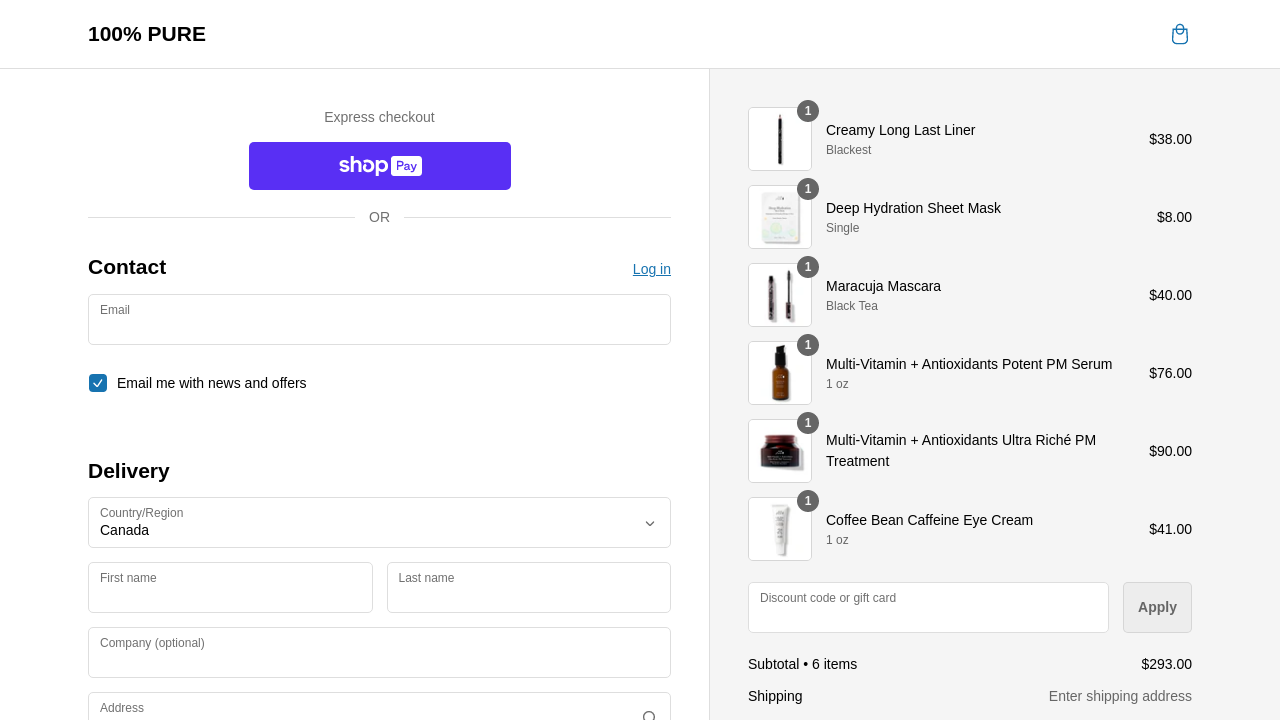 100% PURE
Express checkout
shop Pay
OR
Contact
Log in
Email
Email me with news and offers
Delivery
Country/Region
Canada
First name
Last name
Company (optional)
Address
1
Creamy Long Last Liner
Blackest
$38.00
1
Deep Hydration Sheet Mask
Single
$8.00
1
Maracuja Mascara
Black Tea
$40.00
1
Multi-Vitamin + Antioxidants Potent PM Serum
1 oz
$76.00
1
Multi-Vitamin + Antioxidants Ultra Riché PM
Treatment
$90.00
1
Coffee Bean Caffeine Eye Cream
1 oz
$41.00
Discount code or gift card
Apply
Subtotal • 6 items
$293.00
Shipping
Enter shipping address